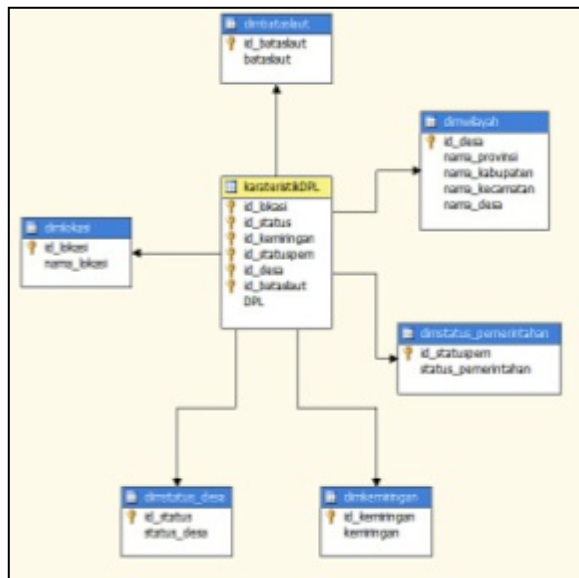 dimbataslaut
id_bataslaut
bataslaut
dimwilayah
id_desa
nama_provinsi
nama_kabupaten
nama_kecamatan
nama_desa
karateristikDPL
id_lokasi
id_status
id_kemiringan
id_statuspem
id_desa
id_bataslaut
DPL
dimlokasi
id_lokasi
nama_lokasi
dimstatus_pemerintahan
id_statuspem
status_pemerintahan
dimstatus_desa
id_status
status_desa
dimkemiringan
id_kemiringan
kemiringan